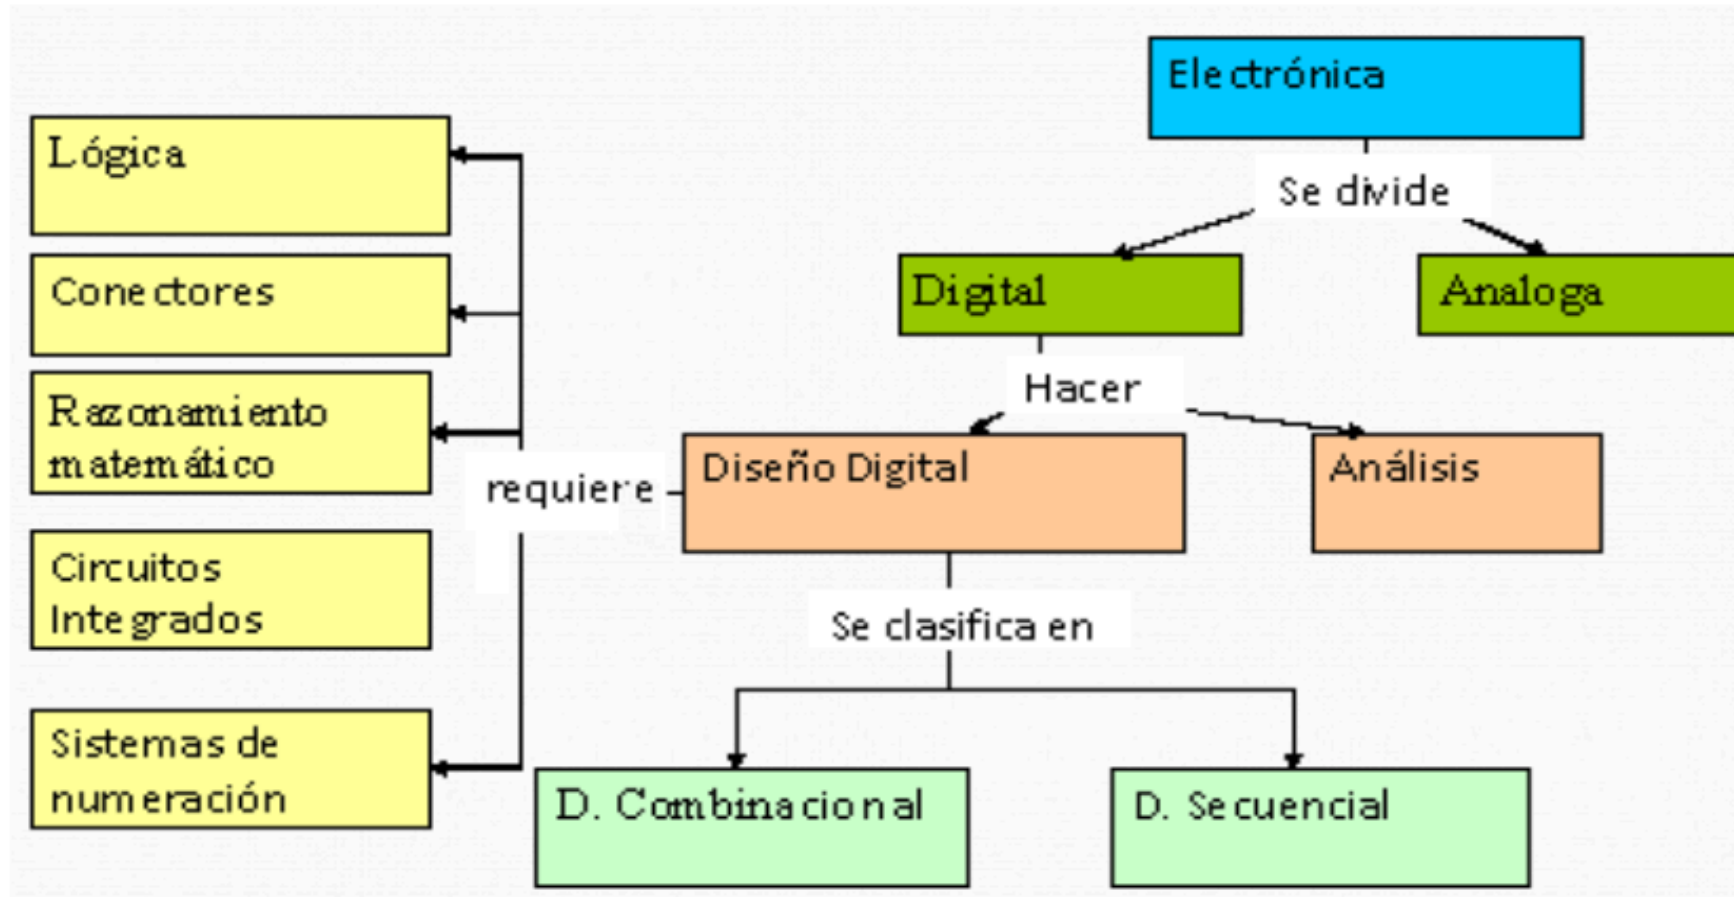 Electrónica
Se divide
Digital
Analoga
Hacer
Diseño Digital
Análisis
requiere
Lógica
Conectores
Razonamiento
matemático
Circuitos
Integrados
Sistemas de
numeración
Se clasifica en
D. Combinacional
D. Secuencial